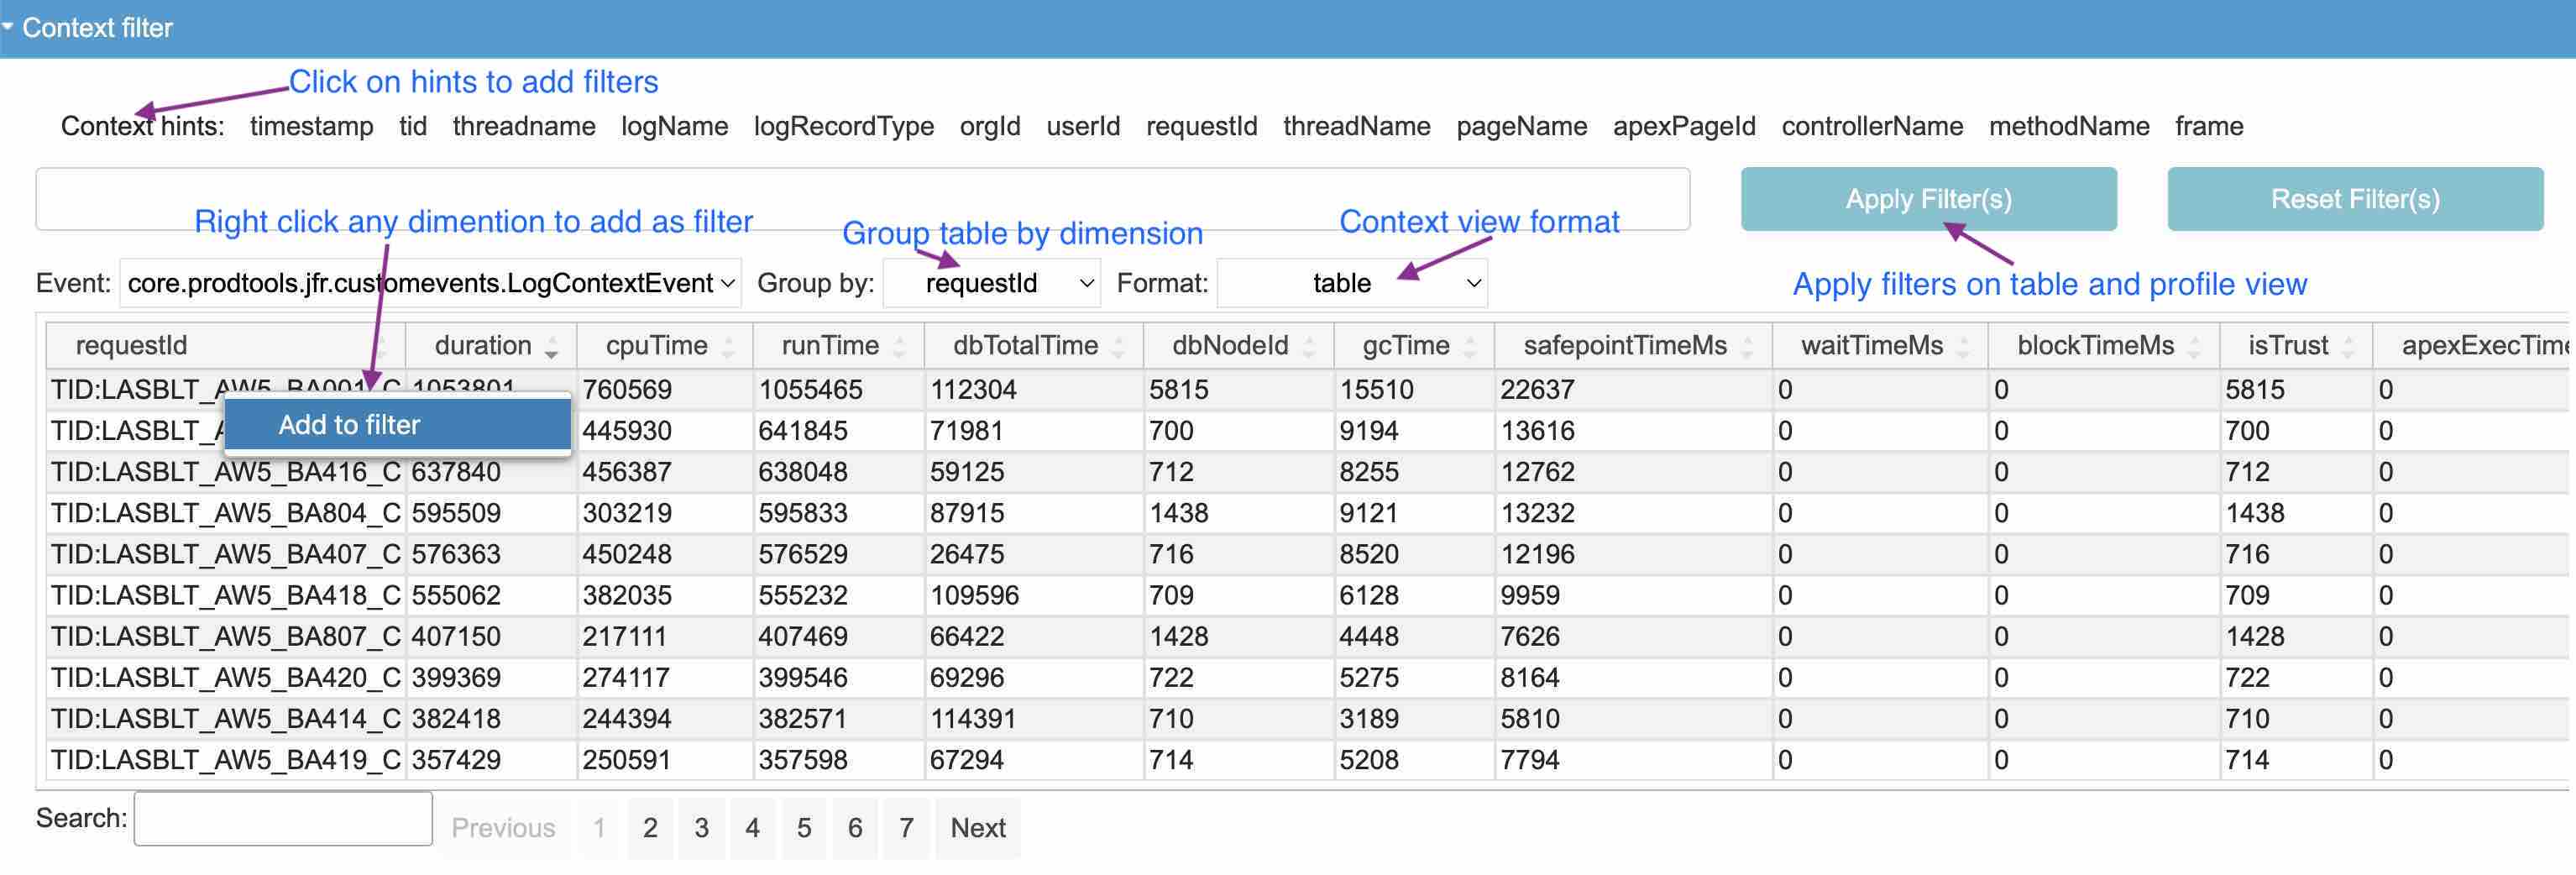 Context filter
Click on hints to add filters
Context hints: timestamp tid threadname logName logRecordType orgId userId requestId threadName pageName apexPageId controllerName methodName frame
Apply Filter(s) Reset Filter(s)
Right click any dimention to add as filter
Group table by dimension
Context view format
Apply filters on table and profile view
Event: core.prodtools.jfr.customevents.LogContextEvent Group by: requestId Format: table
requestId duration cpuTime runTime dbTotalTime dbNodeId gcTime safepointTimeMs waitTimeMs blockTimeMs isTrust apexExecTime
TID:LASBLT_AW5_BA001_C 1053801 760569 1055465 112304 5815 15510 22637 0 0 5815 0
TID:LASBLT_A 445930 641845 71981 700 9194 13616 0 0 700 0
Add to filter
TID:LASBLT_AW5_BA416_C 637840 456387 638048 59125 712 8255 12762 0 0 712 0
TID:LASBLT_AW5_BA804_C 595509 303219 595833 87915 1438 9121 13232 0 0 1438 0
TID:LASBLT_AW5_BA407_C 576363 450248 576529 26475 716 8520 12196 0 0 716 0
TID:LASBLT_AW5_BA418_C 555062 382035 555232 109596 709 6128 9959 0 0 709 0
TID:LASBLT_AW5_BA807_C 407150 217111 407469 66422 1428 4448 7626 0 0 1428 0
TID:LASBLT_AW5_BA420_C 399369 274117 399546 69296 722 5275 8164 0 0 722 0
TID:LASBLT_AW5_BA414_C 382418 244394 382571 114391 710 3189 5810 0 0 710 0
TID:LASBLT_AW5_BA419_C 357429 250591 357598 67294 714 5208 7794 0 0 714 0
Search: Previous 1 2 3 4 5 6 7 Next